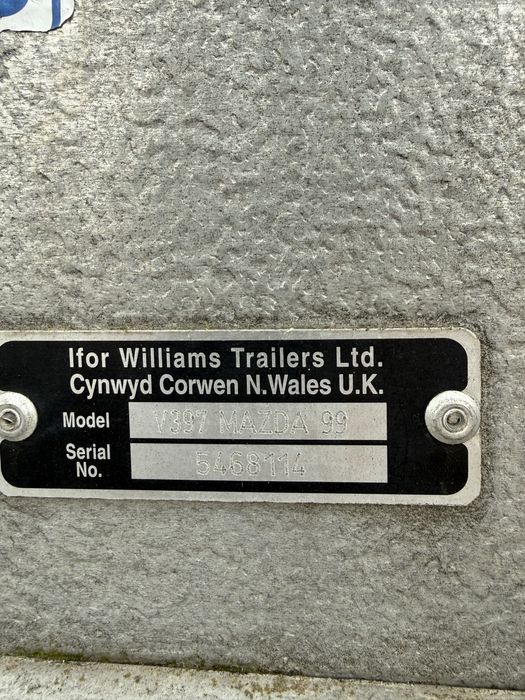 Ifor Williams Trailers Ltd.
Cynwyd Corwen N.Wales U.K.
Model V397 MAZDA 99
Serial No. 5468114